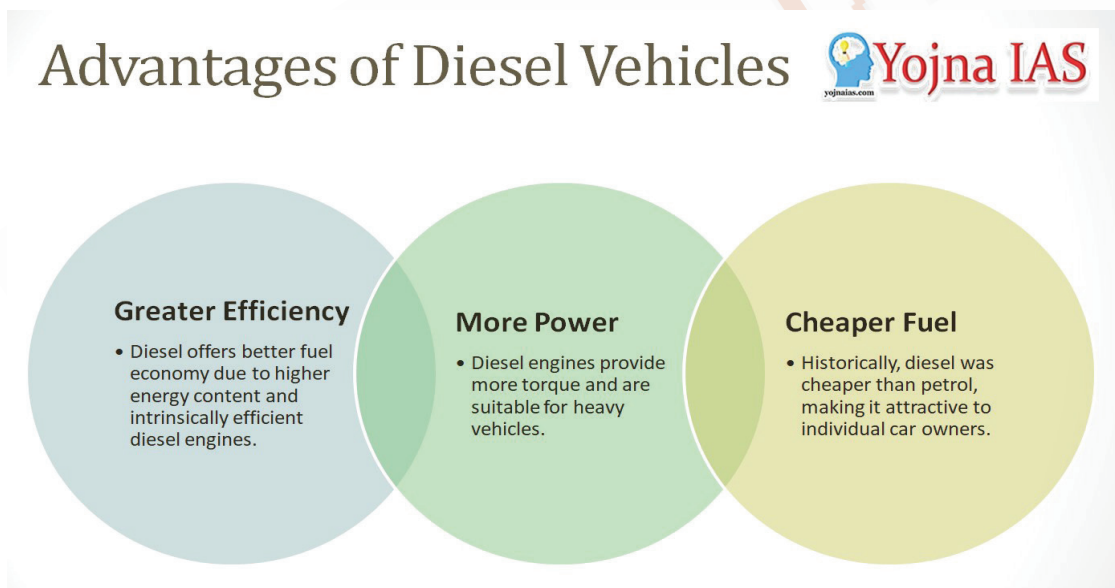 Advantages of Diesel Vehicles
Yojna IAS
yojnaias.com
Greater Efficiency
• Diesel offers better fuel
economy due to higher
energy content and
intrinsically efficient
diesel engines.
More Power
• Diesel engines provide
more torque and are
suitable for heavy
vehicles.
Cheaper Fuel
• Historically, diesel was
cheaper than petrol,
making it attractive to
individual car owners.